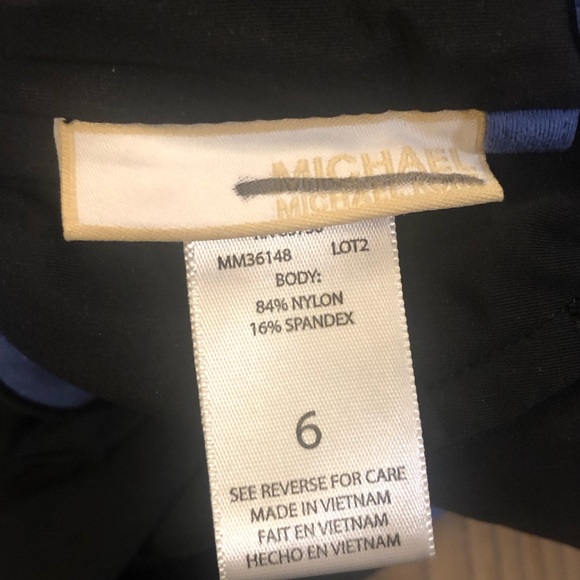 MICHAEL
MICHAEL KORS
MM36148 LOT2
BODY:
84% NYLON
16% SPANDEX
6
SEE REVERSE FOR CARE
MADE IN VIETNAM
FAIT EN VIETNAM
HECHO EN VIETNAM